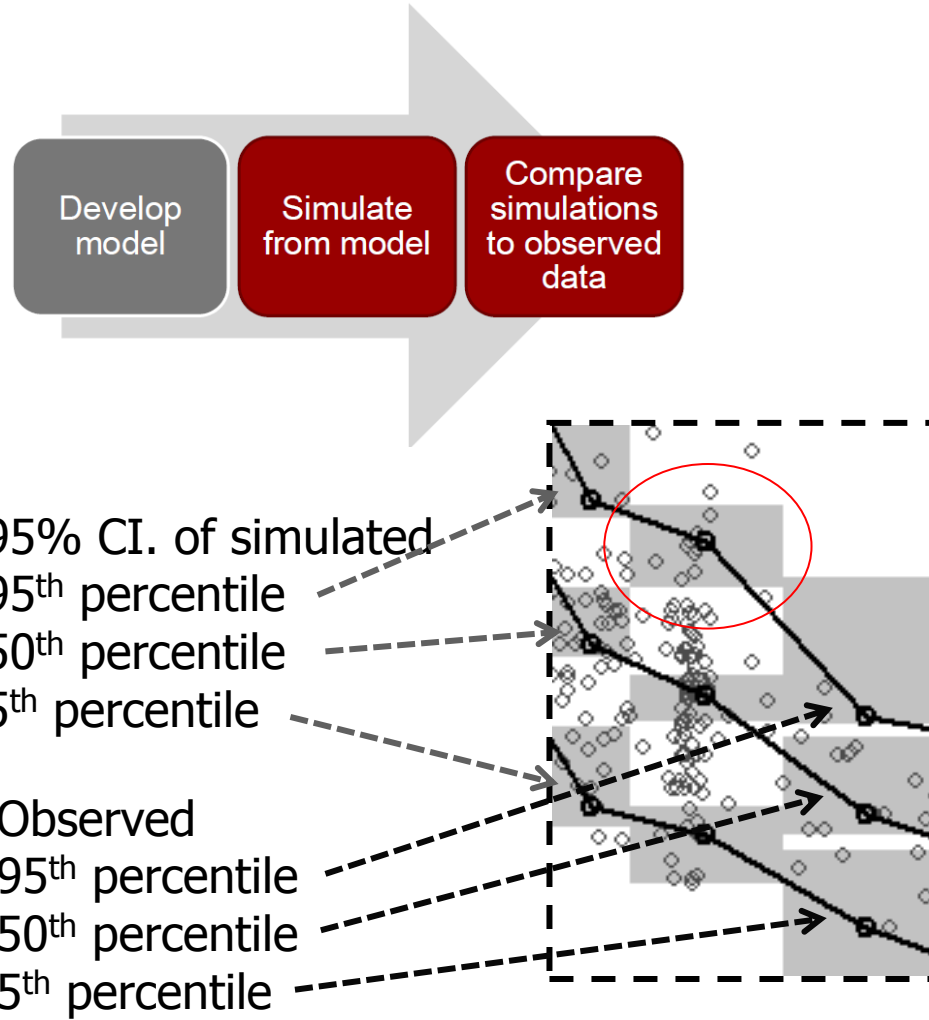 Develop
model
Simulate
from model
Compare
simulations
to observed
data
95% CI. of simulated
95th percentile
50th percentile
5th percentile
Observed
95th percentile
50th percentile
5th percentile